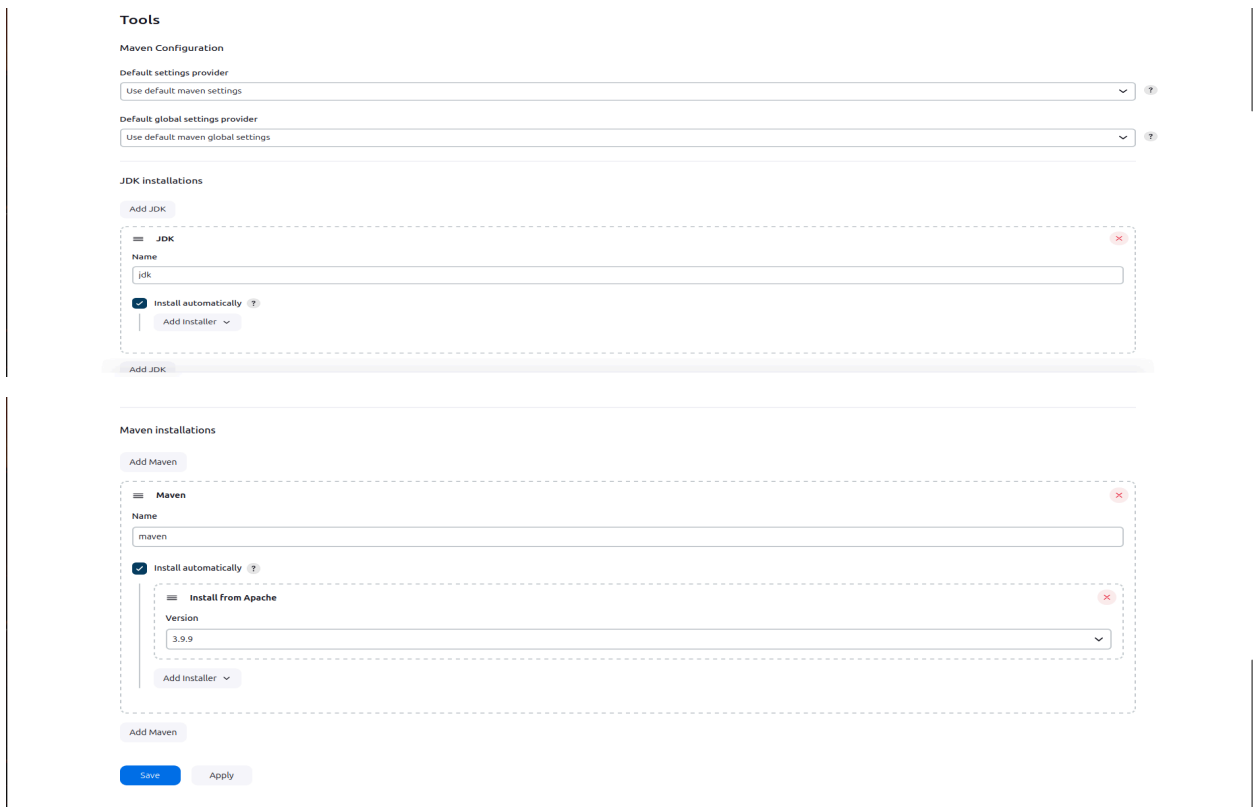 Tools
Maven Configuration
Default settings provider
Use default maven settings
?
Default global settings provider
Use default maven global settings
?
JDK installations
Add JDK
JDK
Name
jdk
Install automatically ?
Add Installer
Add JDK
Maven installations
Add Maven
Maven
Name
maven
Install automatically ?
Install from Apache
Version
3.9.9
Add Installer
Add Maven
Save Apply